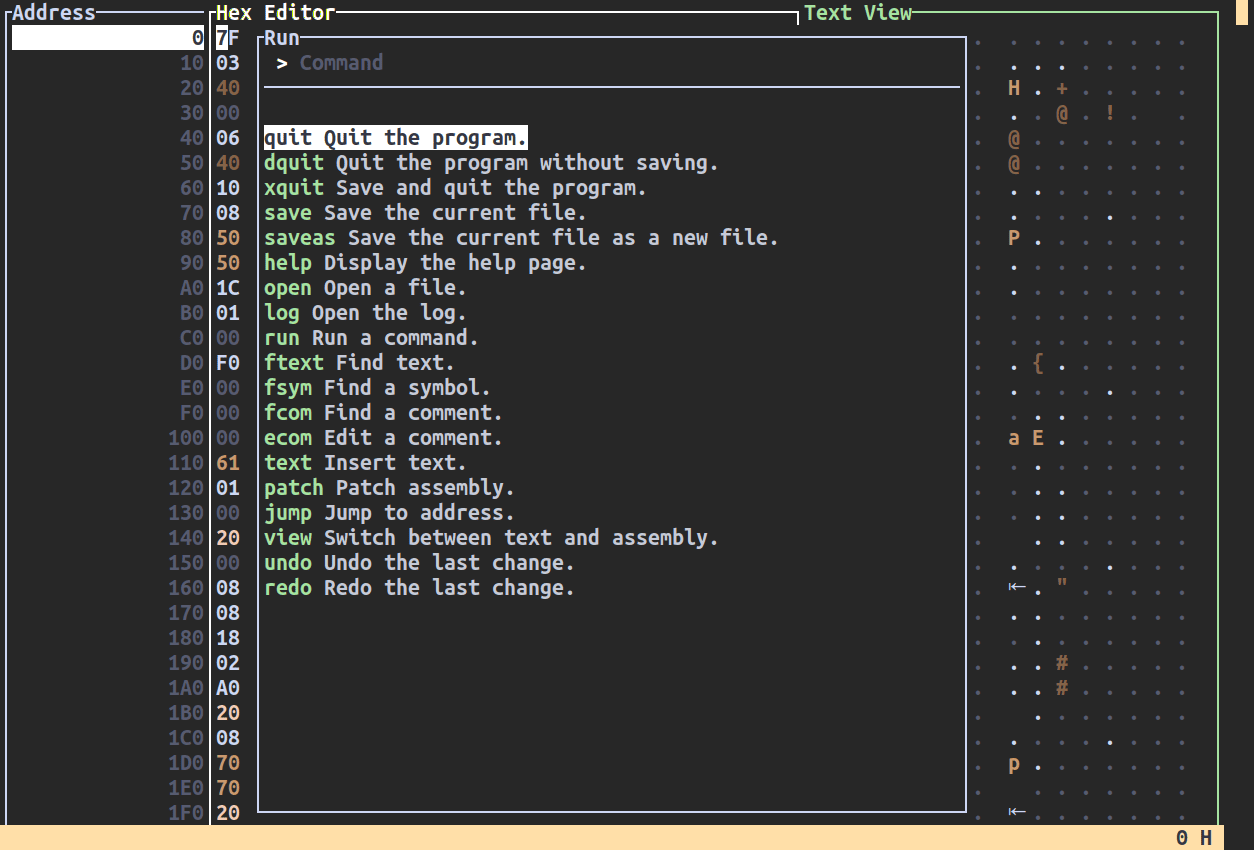 Address Hex Editor Text View
0 7F Run . . . . . . . . .
10 03 > Command . . . . . . . . .
20 40 . H . + . . . . .
30 00 . . . @ . ! . .
40 06 quit Quit the program. . @ . . . . . . .
50 40 dquit Quit the program without saving. . @ . . . . . . .
60 10 xquit Save and quit the program. . . . . . . . . .
70 08 save Save the current file. . . . . . . . . .
80 50 saveas Save the current file as a new file. . P . . . . . . .
90 50 help Display the help page. . . . . . . . . .
A0 1C open Open a file. . . . . . . . . .
B0 01 log Open the log. . . . . . . . . .
C0 00 run Run a command. . . . . . . . . .
D0 F0 ftext Find text. . . { . . . . . .
E0 00 fsym Find a symbol. . . . . . . . . .
F0 00 fcom Find a comment. . . . . . . . . .
100 00 ecom Edit a comment. . a E . . . . . .
110 61 text Insert text. . . . . . . . . .
120 01 patch Patch assembly. . . . . . . . . .
130 00 jump Jump to address. . . . . . . . . .
140 20 view Switch between text and assembly. . . . . . . . .
150 00 undo Undo the last change. . . . . . . . . .
160 08 redo Redo the last change. . ⇤ . " . . . . .
170 08 . . . . . . . . .
180 18 . . . . . . . . .
190 02 . . . # . . . . .
1A0 A0 . . . # . . . . .
1B0 20 . . . . . . . .
1C0 08 . . . . . . . . .
1D0 70 . p . . . . . . .
1E0 70 . . . . . . . .
1F0 20 . ⇤ . . . . . . .
0 H